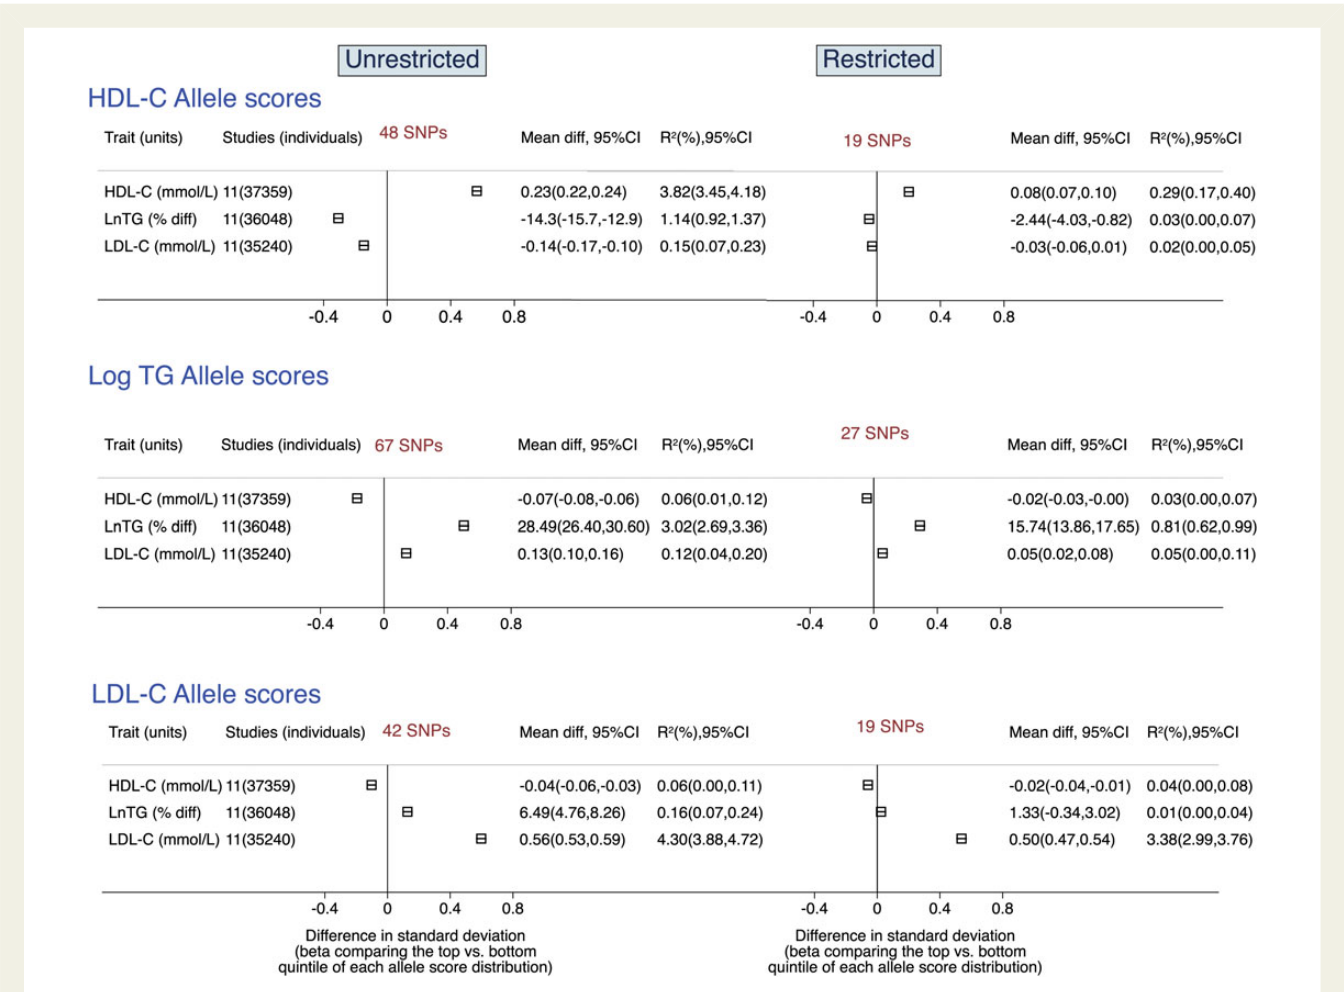 Unrestricted Restricted
HDL-C Allele scores
Trait (units) Studies (individuals) 48 SNPs Mean diff, 95%CI R²(%),95%CI 19 SNPs Mean diff, 95%CI R²(%),95%CI
HDL-C (mmol/L) 11(37359) 0.23(0.22,0.24) 3.82(3.45,4.18) 0.08(0.07,0.10) 0.29(0.17,0.40)
LnTG (% diff) 11(36048) -14.3(-15.7,-12.9) 1.14(0.92,1.37) -2.44(-4.03,-0.82) 0.03(0.00,0.07)
LDL-C (mmol/L) 11(35240) -0.14(-0.17,-0.10) 0.15(0.07,0.23) -0.03(-0.06,0.01) 0.02(0.00,0.05)
-0.4 0 0.4 0.8 -0.4 0 0.4 0.8
Log TG Allele scores
Trait (units) Studies (individuals) 67 SNPs Mean diff, 95%CI R²(%),95%CI 27 SNPs Mean diff, 95%CI R²(%),95%CI
HDL-C (mmol/L) 11(37359) -0.07(-0.08,-0.06) 0.06(0.01,0.12) -0.02(-0.03,-0.00) 0.03(0.00,0.07)
LnTG (% diff) 11(36048) 28.49(26.40,30.60) 3.02(2.69,3.36) 15.74(13.86,17.65) 0.81(0.62,0.99)
LDL-C (mmol/L) 11(35240) 0.13(0.10,0.16) 0.12(0.04,0.20) 0.05(0.02,0.08) 0.05(0.00,0.11)
-0.4 0 0.4 0.8 -0.4 0 0.4 0.8
LDL-C Allele scores
Trait (units) Studies (individuals) 42 SNPs Mean diff, 95%CI R²(%),95%CI 19 SNPs Mean diff, 95%CI R²(%),95%CI
HDL-C (mmol/L) 11(37359) -0.04(-0.06,-0.03) 0.06(0.00,0.11) -0.02(-0.04,-0.01) 0.04(0.00,0.08)
LnTG (% diff) 11(36048) 6.49(4.76,8.26) 0.16(0.07,0.24) 1.33(-0.34,3.02) 0.01(0.00,0.04)
LDL-C (mmol/L) 11(35240) 0.56(0.53,0.59) 4.30(3.88,4.72) 0.50(0.47,0.54) 3.38(2.99,3.76)
-0.4 0 0.4 0.8 -0.4 0 0.4 0.8
Difference in standard deviation Difference in standard deviation
(beta comparing the top vs. bottom (beta comparing the top vs. bottom
quintile of each allele score distribution) quintile of each allele score distribution)